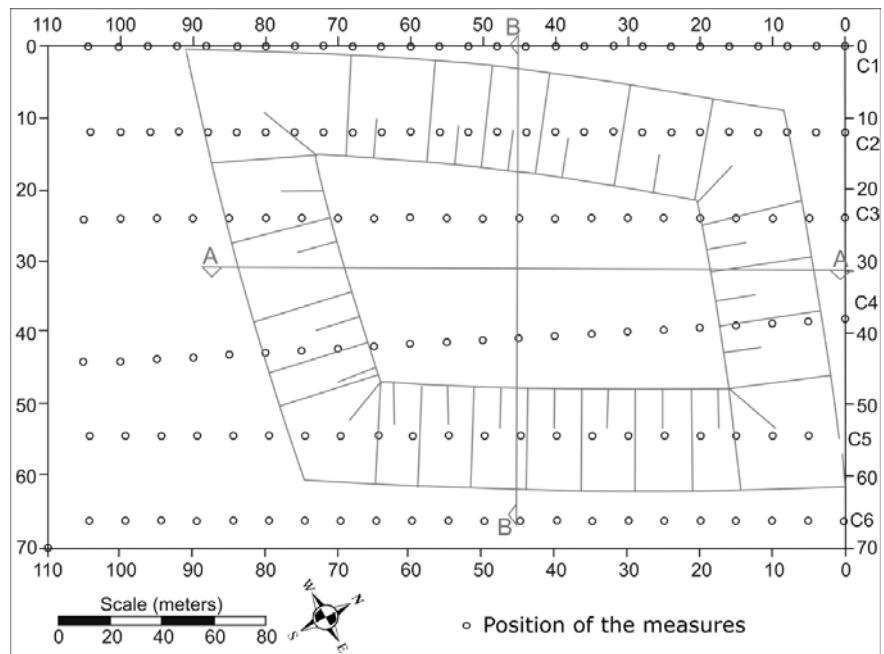 110 100 90 80 70 60 50 40 30 20 10 0
B
0 0
C1
10 10
C2
20 20
C3
30 A A 30
C4
40 40
50 50
C5
60 60
B C6
70 70
110 100 90 80 70 60 50 40 30 20 10 0
Scale (meters)
0 20 40 60 80
W N
S E
Position of the measures